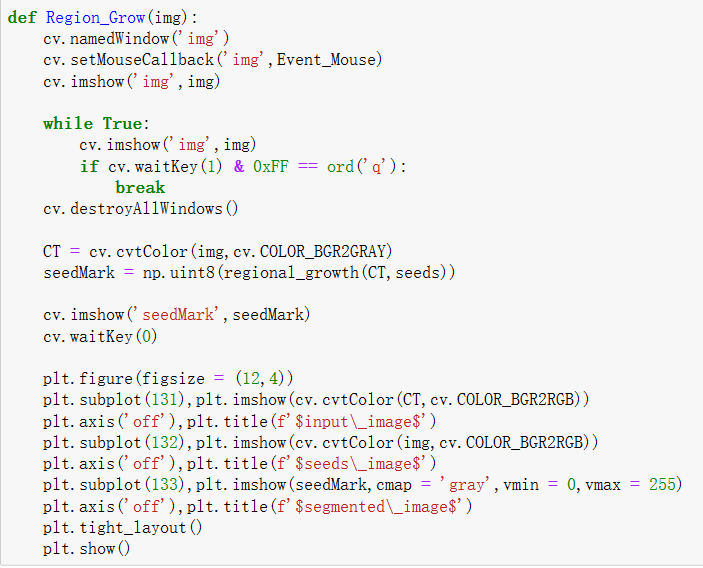 def Region_Grow(img):
    cv.namedWindow('img')
    cv.setMouseCallback('img',Event_Mouse)
    cv.imshow('img',img)

    while True:
        cv.imshow('img',img)
        if cv.waitKey(1) & 0xFF == ord('q'):
            break
    cv.destroyAllWindows()

    CT = cv.cvtColor(img,cv.COLOR_BGR2GRAY)
    seedMark = np.uint8(regional_growth(CT,seeds))

    cv.imshow('seedMark',seedMark)
    cv.waitKey(0)

    plt.figure(figsize = (12,4))
    plt.subplot(131),plt.imshow(cv.cvtColor(CT,cv.COLOR_BGR2RGB))
    plt.axis('off'),plt.title(f'$input\_image$')
    plt.subplot(132),plt.imshow(cv.cvtColor(img,cv.COLOR_BGR2RGB))
    plt.axis('off'),plt.title(f'$seeds\_image$')
    plt.subplot(133),plt.imshow(seedMark,cmap = 'gray',vmin = 0,vmax = 255)
    plt.axis('off'),plt.title(f'$segmented\_image$')
    plt.tight_layout()
    plt.show()